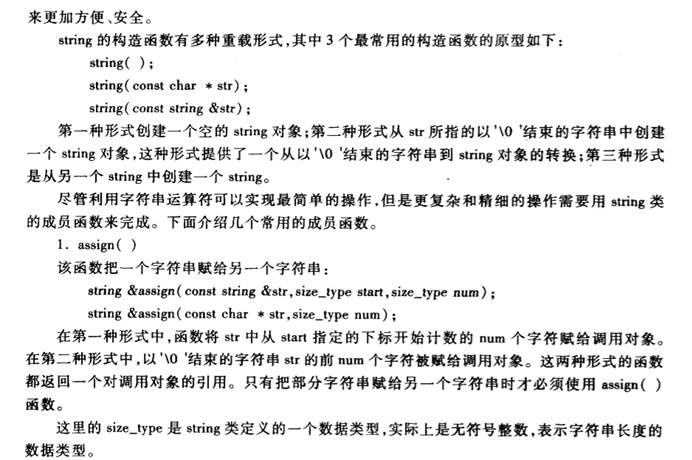 来更加方便、安全。
string 的构造函数有多种重载形式,其中 3 个最常用的构造函数的原型如下:
string( );
string(const char * str);
string(const string &str);
第一种形式创建一个空的 string 对象;第二种形式从 str 所指的以'\0 '结束的字符串中创建
一个 string 对象,这种形式提供了一个从以'\0 '结束的字符串到 string 对象的转换;第三种形式
是从另一个 string 中创建一个 string。
尽管利用字符串运算符可以实现最简单的操作,但是更复杂和精细的操作需要用 string 类
的成员函数来完成。下面介绍几个常用的成员函数。
1. assign( )
该函数把一个字符串赋给另一个字符串:
string &assign(const string &str,size_type start,size_type num);
string &assign(const char * str,size_type num);
在第一种形式中,函数将 str 中从 start 指定的下标开始计数的 num 个字符赋给调用对象。
在第二种形式中,以'\0 '结束的字符串 str 的前 num 个字符被赋给调用对象。这两种形式的函数
都返回一个对调用对象的引用。只有把部分字符串赋给另一个字符串时才必须使用 assign( )
函数。
这里的 size_type 是 string 类定义的一个数据类型,实际上是无符号整数,表示字符串长度的
数据类型。